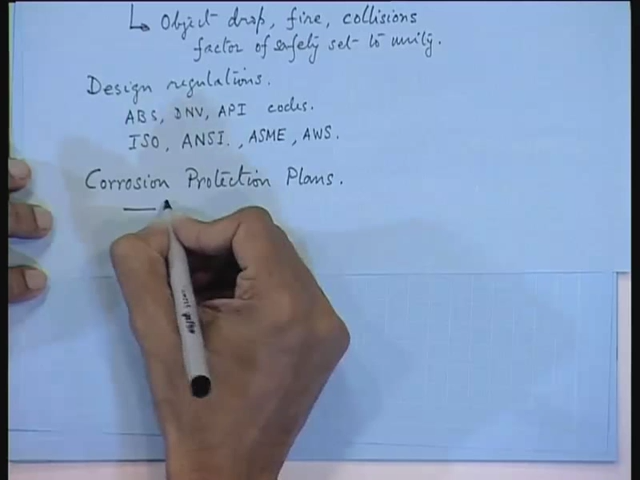 ↳ Object drop, fire, collisions
factor of safety set to unity.
Design regulations.
ABS, DNV, API codes.
ISO, ANSI., ASME, AWS.
Corrosion Protection Plans.